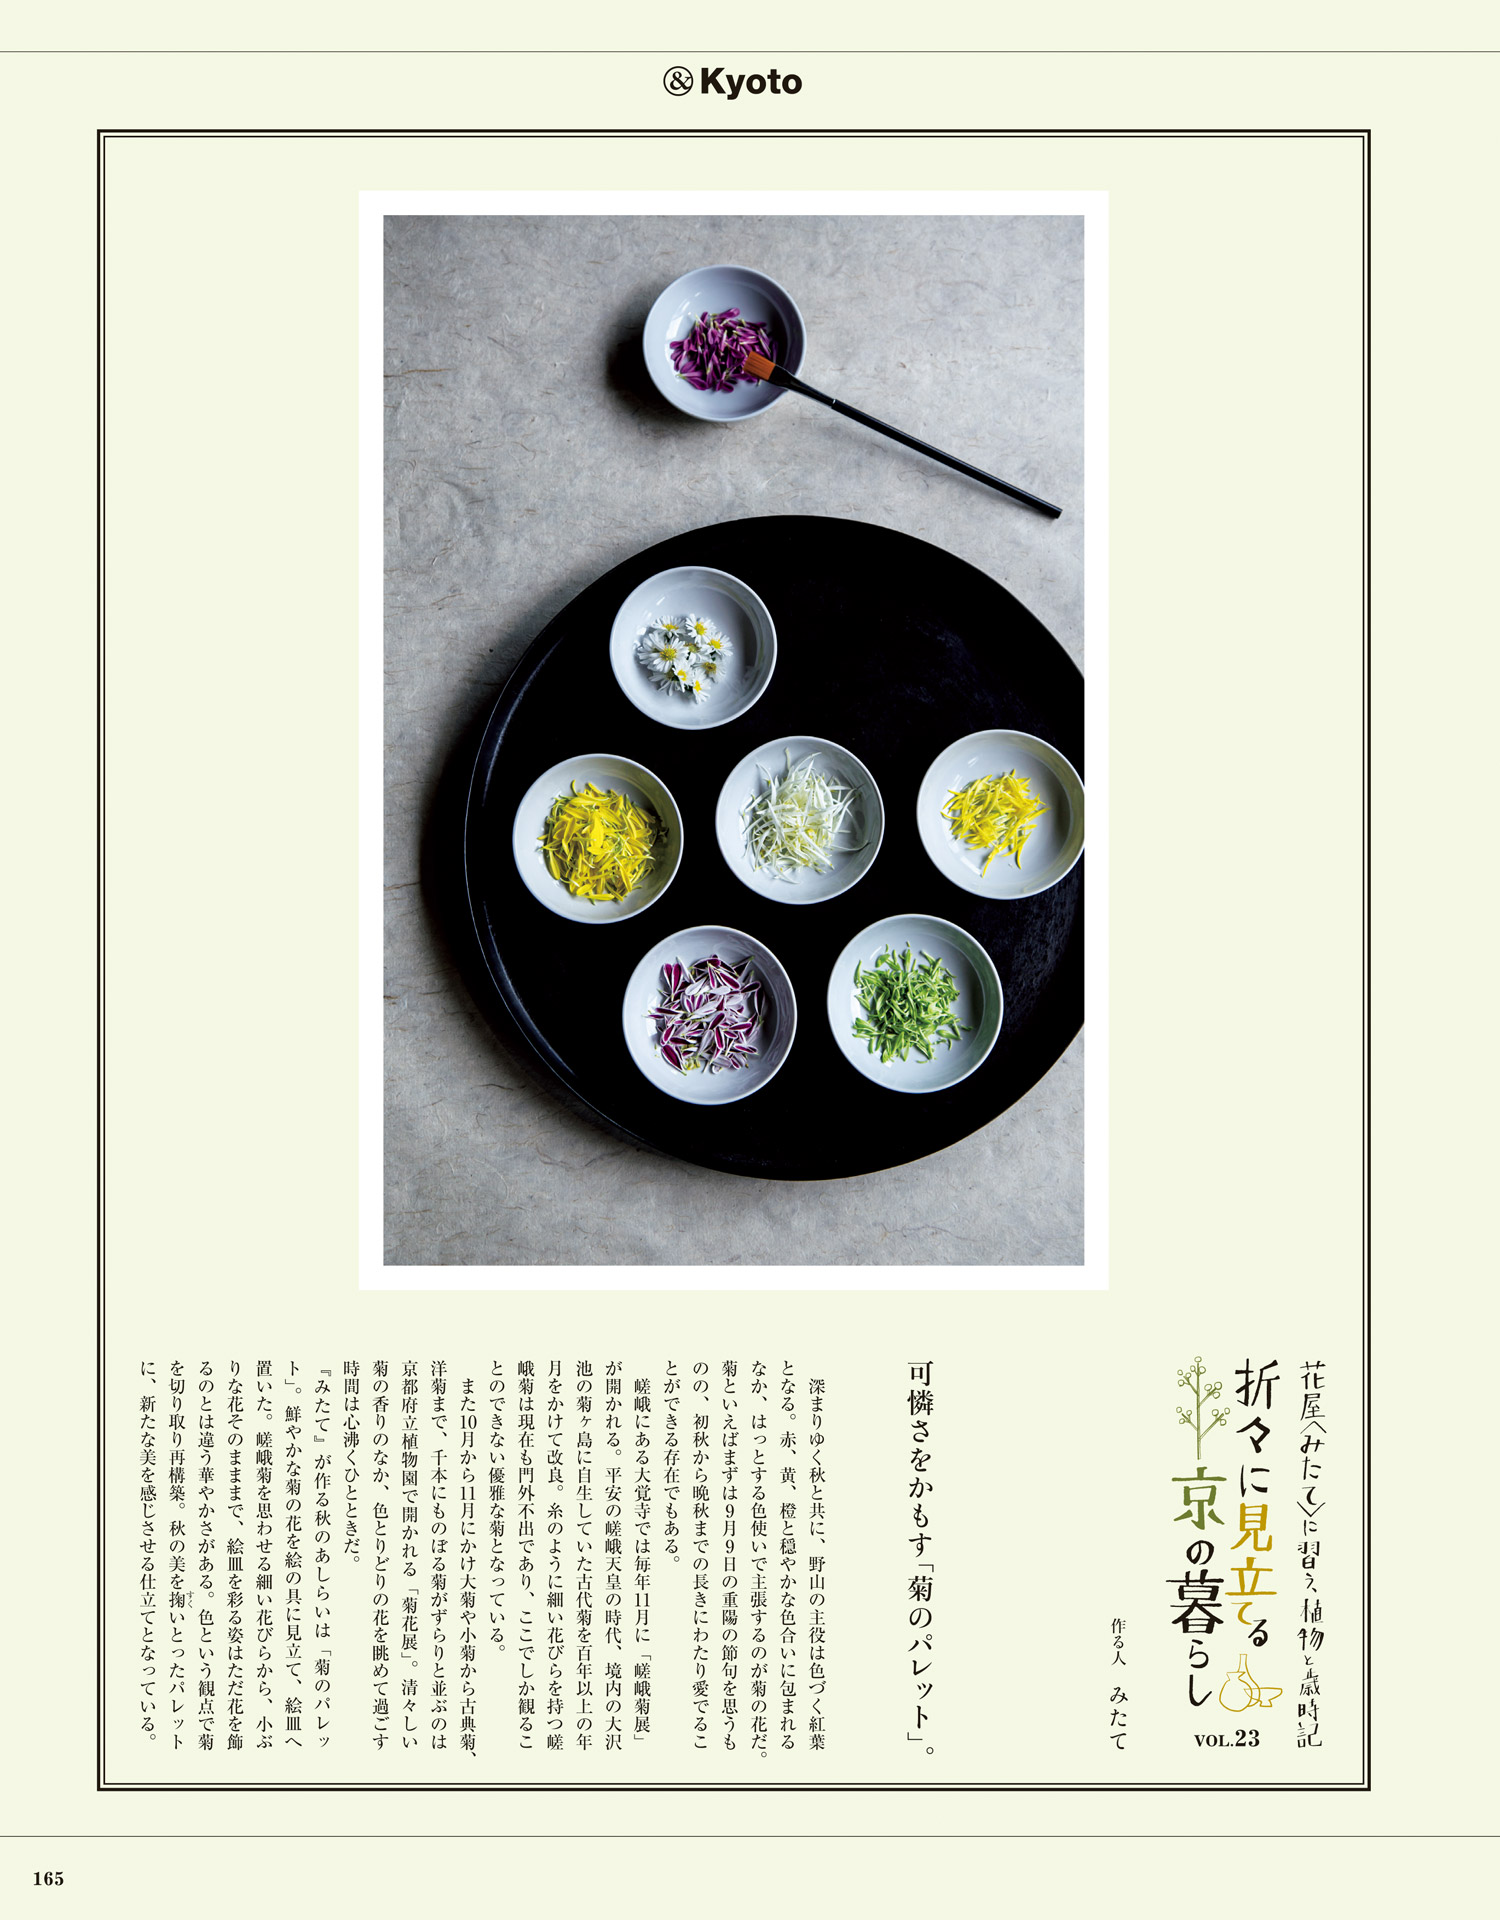 & Kyoto
花屋〈みたて〉に習う、植物と歳時記
折々に見立てる
京の暮らし
VOL.23
作る人 みたて
可憐さをかもす「菊のパレット」。
深まりゆく秋と共に、野山の主役は色づく紅葉
となる。赤、黄、橙と穏やかな色合いに包まれる
なか、はっとする色使いで主張するのが菊の花だ。
菊といえばまずは9月9日の重陽の節句を思うも
のの、初秋から晩秋までの長きにわたり愛でるこ
とができる存在でもある。
嵯峨にある大覚寺では毎年11月に「嵯峨菊展」
が開かれる。平安の嵯峨天皇の時代、境内の大沢
池の菊ヶ島に自生していた古代菊を百年以上の年
月をかけて改良。糸のように細い花びらを持つ嵯
峨菊は現在も門外不出であり、ここでしか観るこ
とのできない優雅な菊となっている。
また10月から11月にかけ大菊や小菊から古典菊、
洋菊まで、千本にものぼる菊がずらりと並ぶのは
京都府立植物園で開かれる「菊花展」。清々しい
菊の香りのなか、色とりどりの花を眺めて過ごす
時間は心沸くひとときだ。
『みたて』が作る秋のあしらいは「菊のパレッ
ト」。鮮やかな菊の花を絵の具に見立て、絵皿へ
置いた。嵯峨菊を思わせる細い花びらから、小ぶ
りな花そのまままで、絵皿を彩る姿はただ花を飾
るのとは違う華やかさがある。色という観点で菊
を切り取り再構築。秋の美を掬いとったパレット
すく
に、新たな美を感じさせる仕立てとなっている。
165